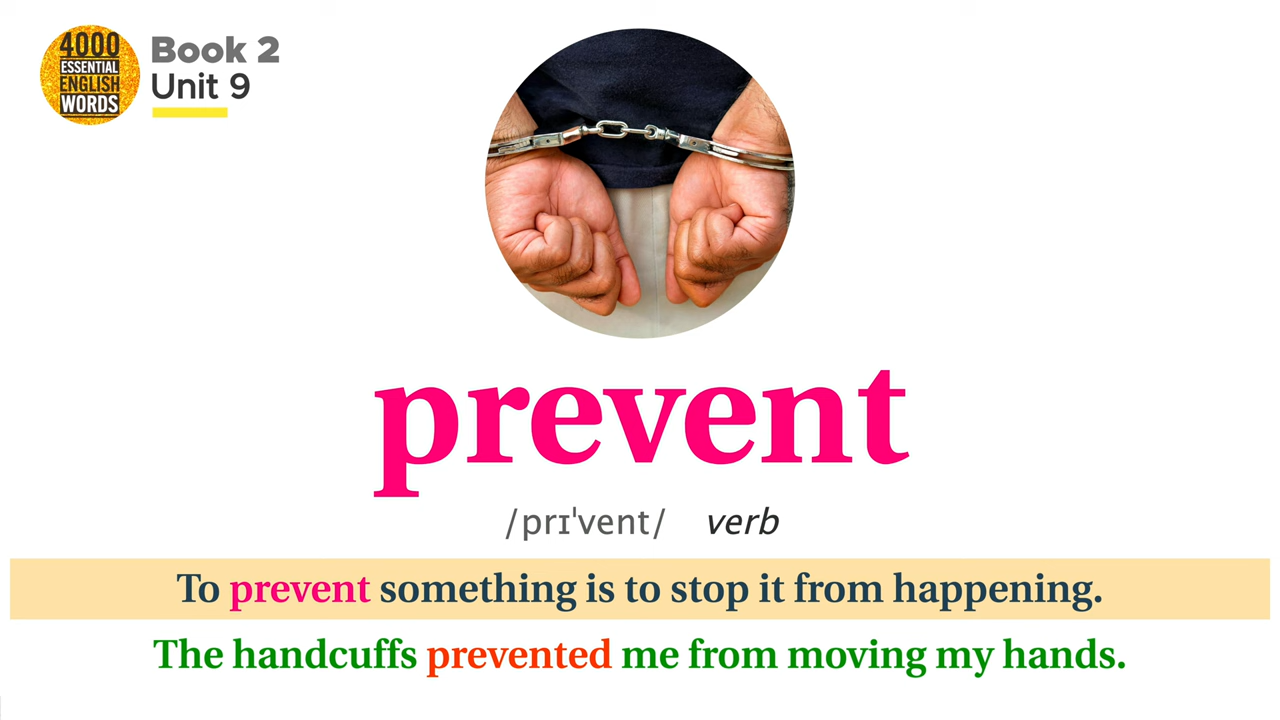 4000
ESSENTIAL
ENGLISH
WORDS
Book 2
Unit 9
prevent
/prɪˈvent/ verb
To prevent something is to stop it from happening.
The handcuffs prevented me from moving my hands.